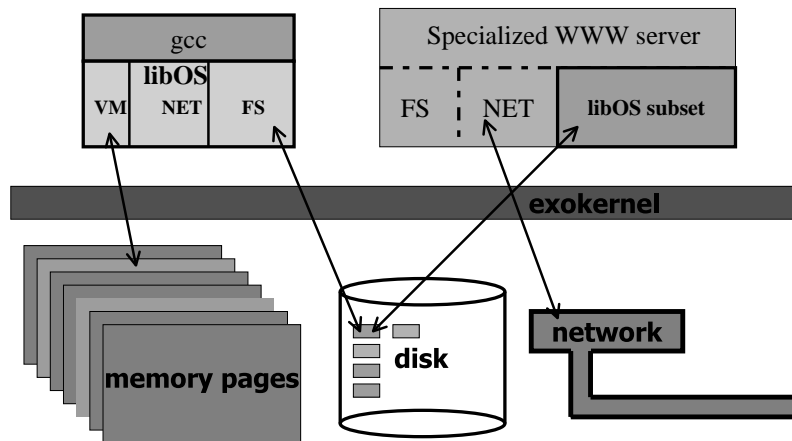 gcc
libOS
VM NET FS
Specialized WWW server
FS NET libOS subset
exokernel
memory pages
disk
network